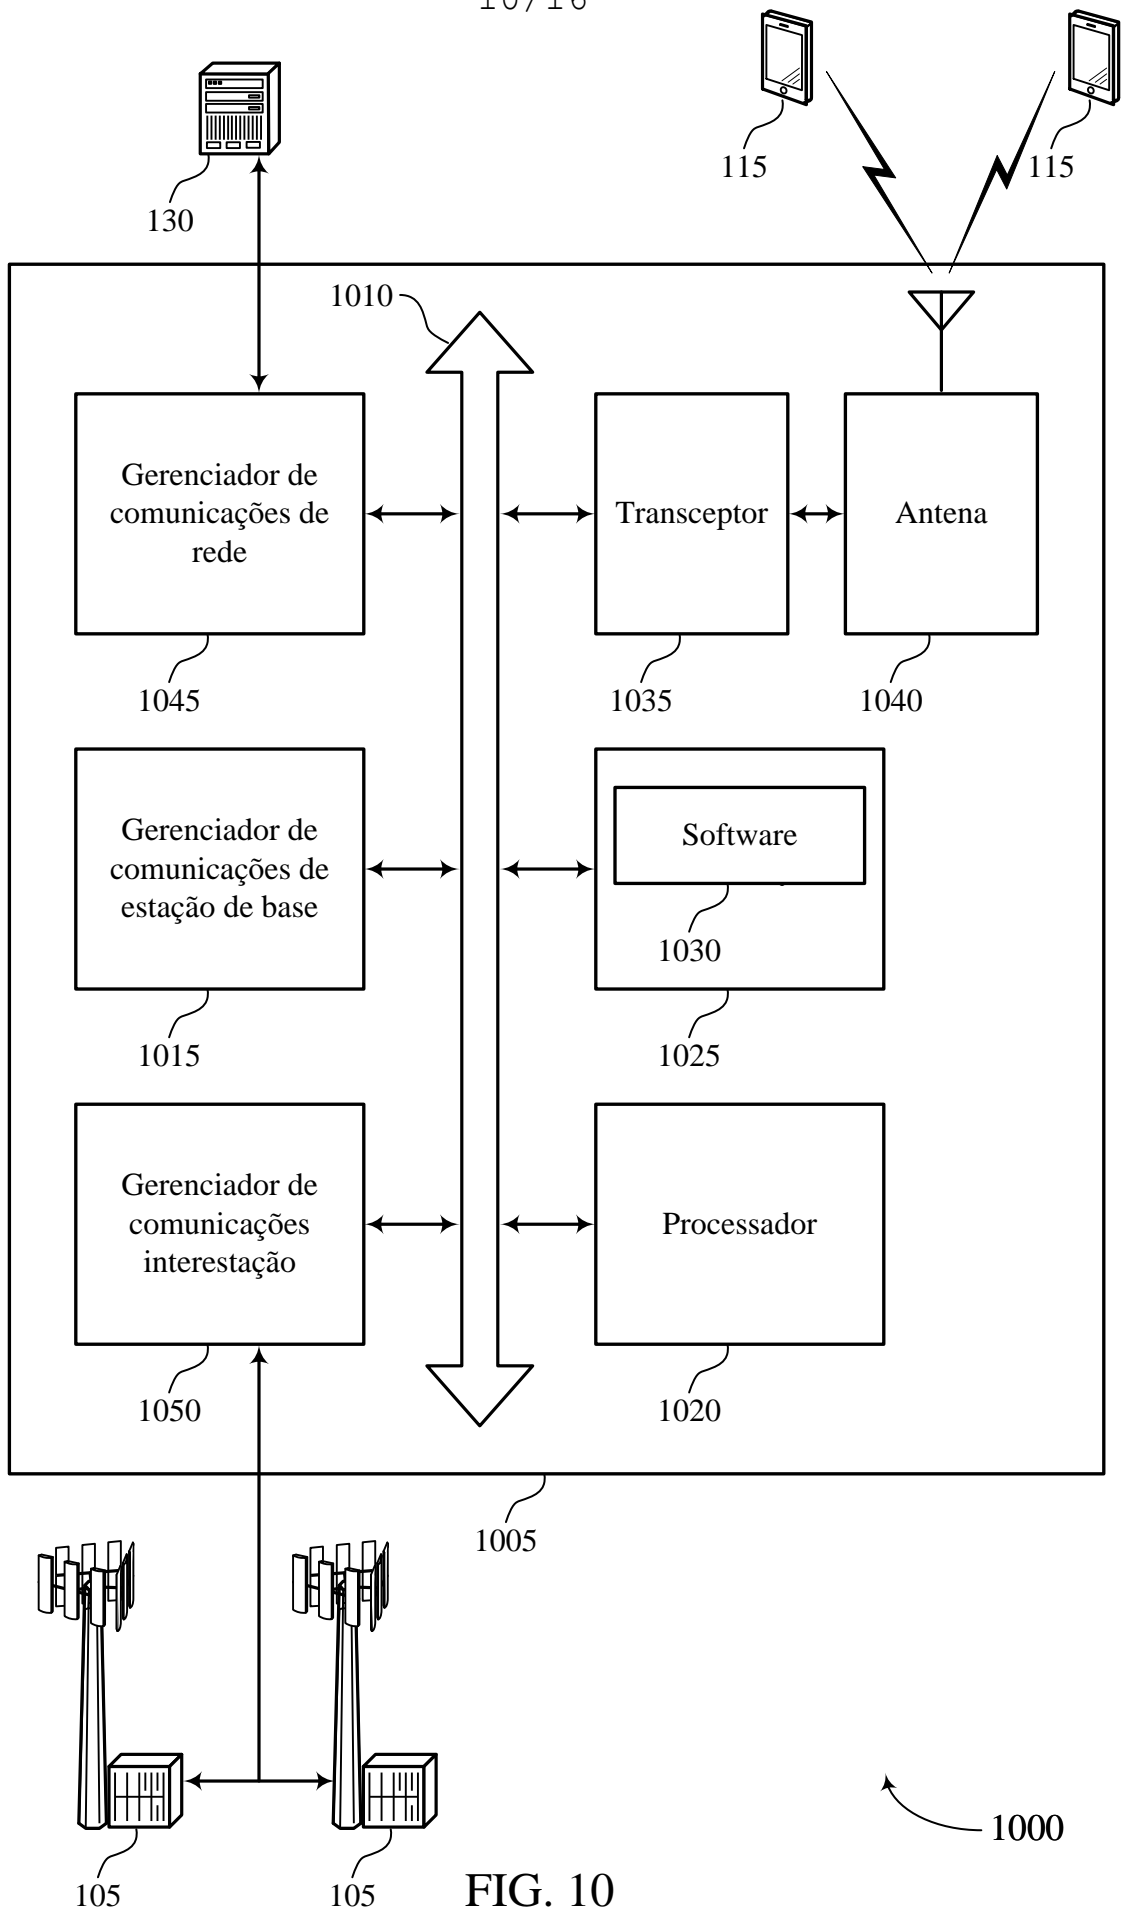 10/16
115
115
130
1010
Gerenciador de
comunicações de
rede
Transceptor
Antena
1045
1035
1040
Gerenciador de
comunicações de
estação de base
Software
1030
1015
1025
Gerenciador de
comunicações
interestação
Processador
1050
1020
1005
1000
105
105
FIG. 10